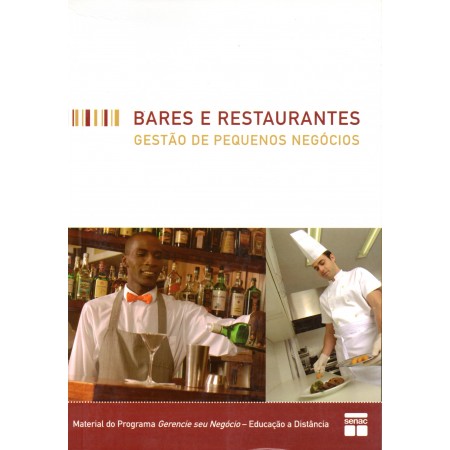 BARES E RESTAURANTES
GESTÃO DE PEQUENOS NEGÓCIOS
Material do Programa Gerencie seu Negócio – Educação a Distância
senac